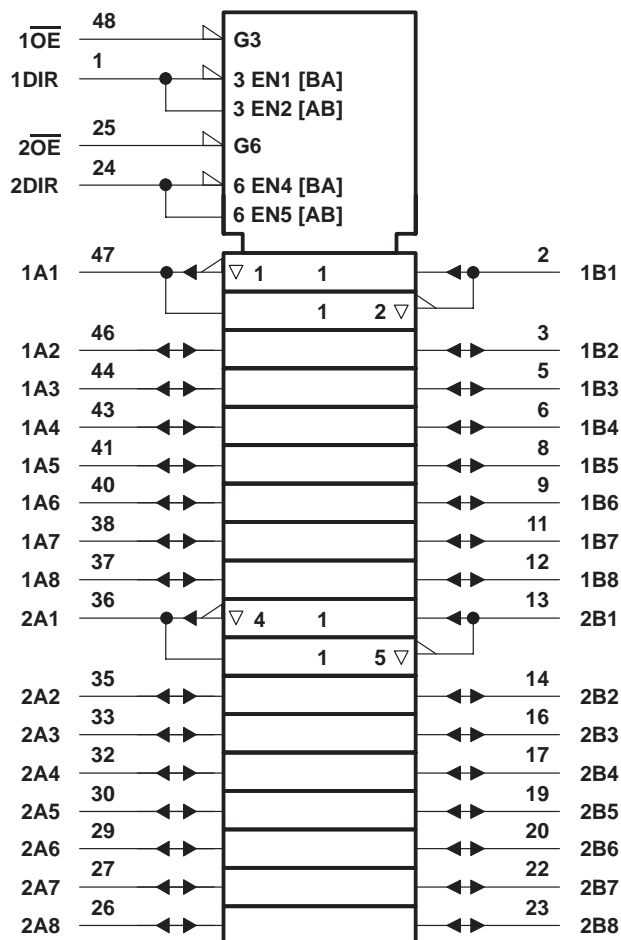 48
1OE G3
1
1DIR 3 EN1 [BA]
3 EN2 [AB]
25
2OE G6
24
2DIR 6 EN4 [BA]
6 EN5 [AB]
47 2
1A1 ▽ 1 1 1B1
1 2 ▽
46 3
1A2 1B2
44 5
1A3 1B3
43 6
1A4 1B4
41 8
1A5 1B5
40 9
1A6 1B6
38 11
1A7 1B7
37 12
1A8 1B8
36 13
2A1 ▽ 4 1 2B1
1 5 ▽
35 14
2A2 2B2
33 16
2A3 2B3
32 17
2A4 2B4
30 19
2A5 2B5
29 20
2A6 2B6
27 22
2A7 2B7
26 23
2A8 2B8